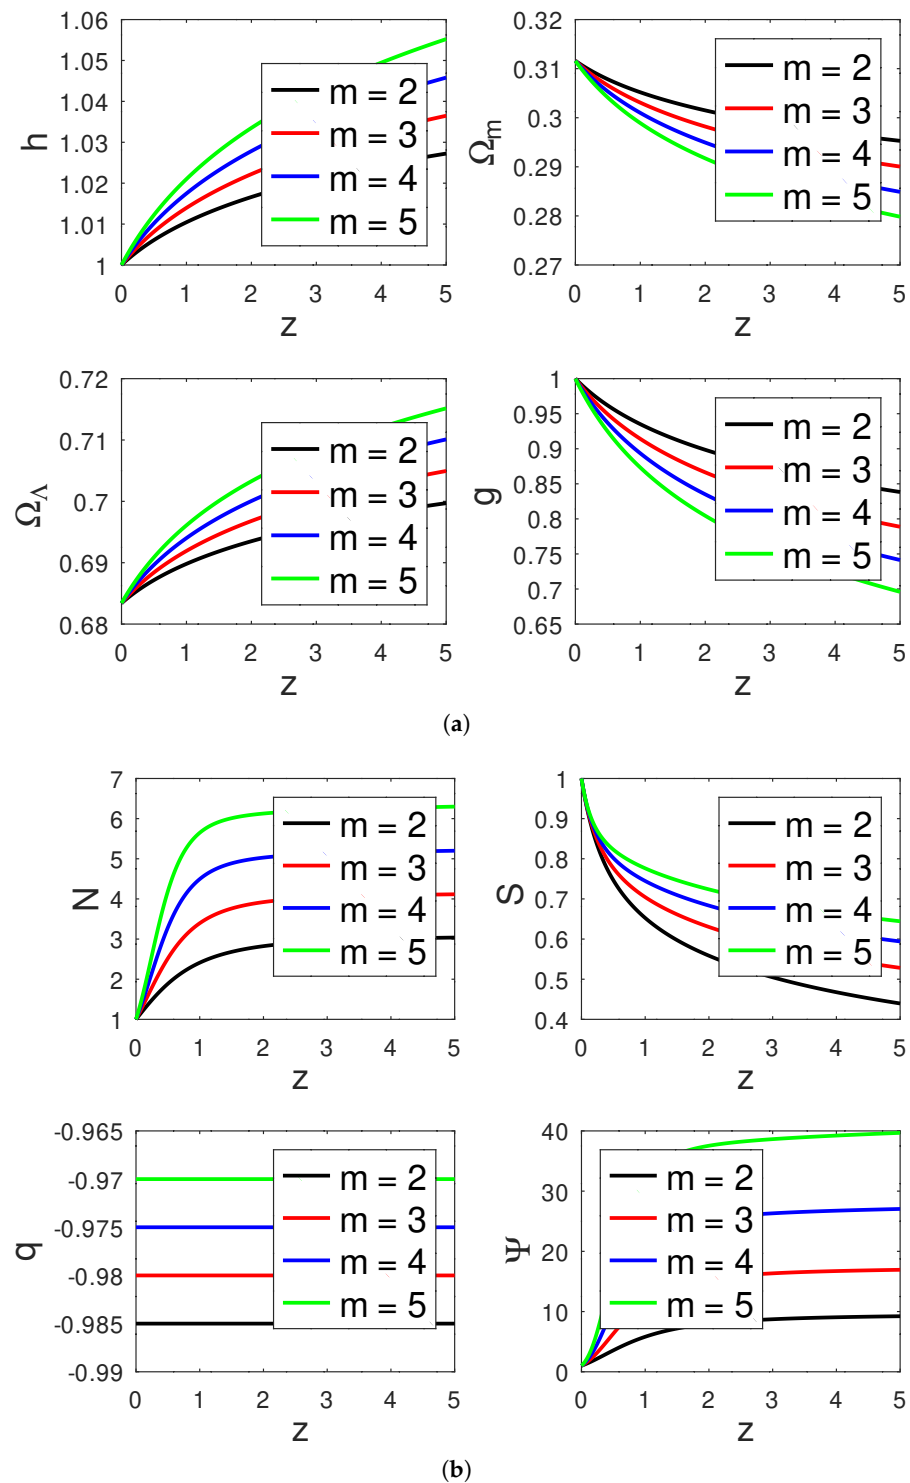 1.06
1.05
1.04
1.03
1.02
1.01
1
h
m = 2
m = 3
m = 4
m = 5
0 1 2 3 4 5
z
0.32
0.31
0.3
0.29
0.28
0.27
Ωm
m = 2
m = 3
m = 4
m = 5
0 1 2 3 4 5
z
0.72
0.71
0.7
0.69
0.68
ΩΛ
m = 2
m = 3
m = 4
m = 5
0 1 2 3 4 5
z
1
0.95
0.9
0.85
0.8
0.75
0.7
0.65
g
m = 2
m = 3
m = 4
m = 5
0 1 2 3 4 5
z
(a)
7
6
5
4
3
2
1
N
m = 2
m = 3
m = 4
m = 5
0 1 2 3 4 5
z
1
0.9
0.8
0.7
0.6
0.5
0.4
S
m = 2
m = 3
m = 4
m = 5
0 1 2 3 4 5
z
-0.965
-0.97
-0.975
-0.98
-0.985
-0.99
q
m = 2
m = 3
m = 4
m = 5
0 1 2 3 4 5
z
40
30
20
10
0
Ψ
m = 2
m = 3
m = 4
m = 5
0 1 2 3 4 5
z
(b)